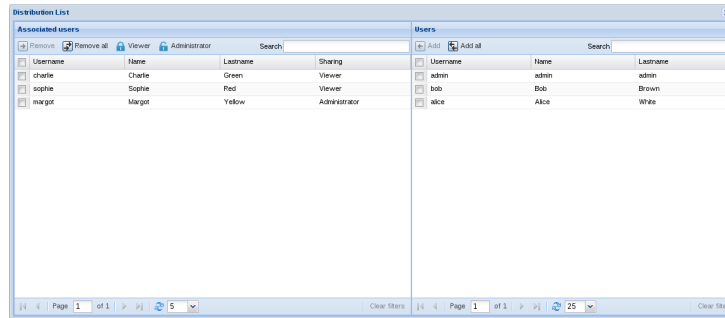 Distribution List
Associated users
Remove Remove all Viewer Administrator Search
Username Name Lastname Sharing
charlie Charlie Green Viewer
sophie Sophie Red Viewer
margot Margot Yellow Administrator
Page 1 of 1 5 Clear filters
Users
Add Add all Search
Username Name Lastname
admin admin admin
bob Bob Brown
alice Alice White
Page 1 of 1 25 Clear filte